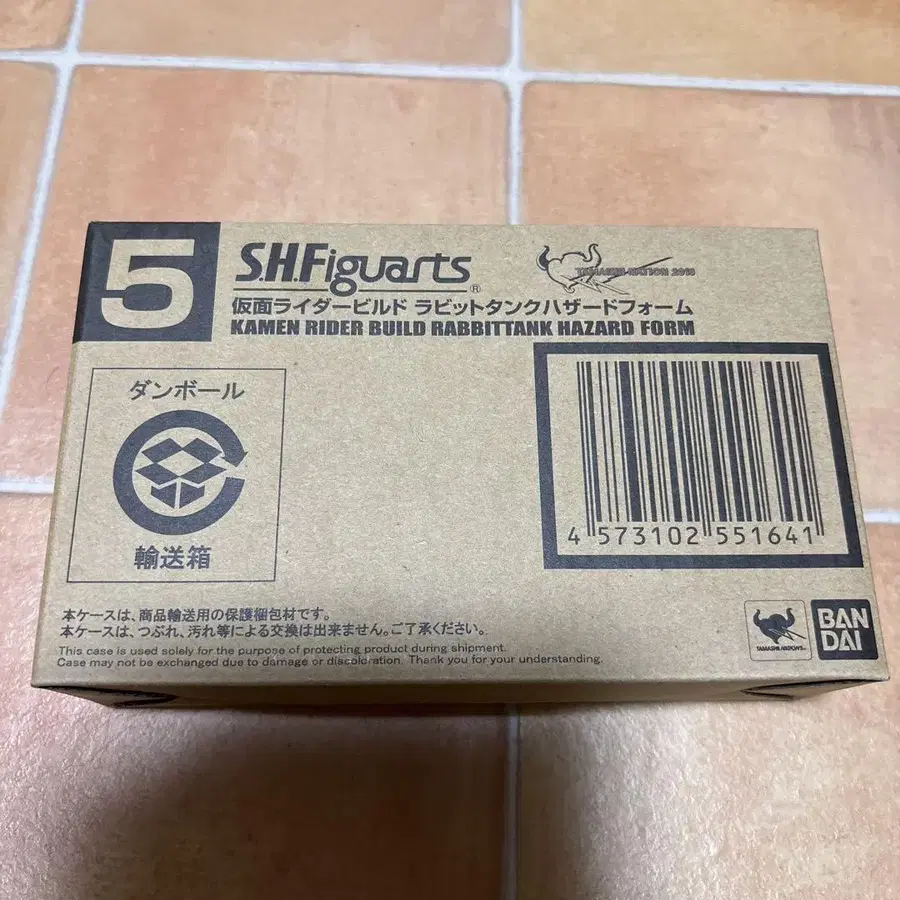 5
S.H.Figuarts®
TAMASHII NATION 2018
仮面ライダービルド ラビットタンクハザードフォーム
KAMEN RIDER BUILD RABBITTANK HAZARD FORM
ダンボール
輸送箱
4 573102 551641
本ケースは、商品輸送用の保護梱包材です。
本ケースは、つぶれ、汚れ等による交換は出来ません。ご了承ください。
This case is used solely for the purpose of protecting product during shipment.
Case may not be exchanged due to damage or discoloration. Thank you for your understanding.
TAMASHII NATIONS
BAN
DAI